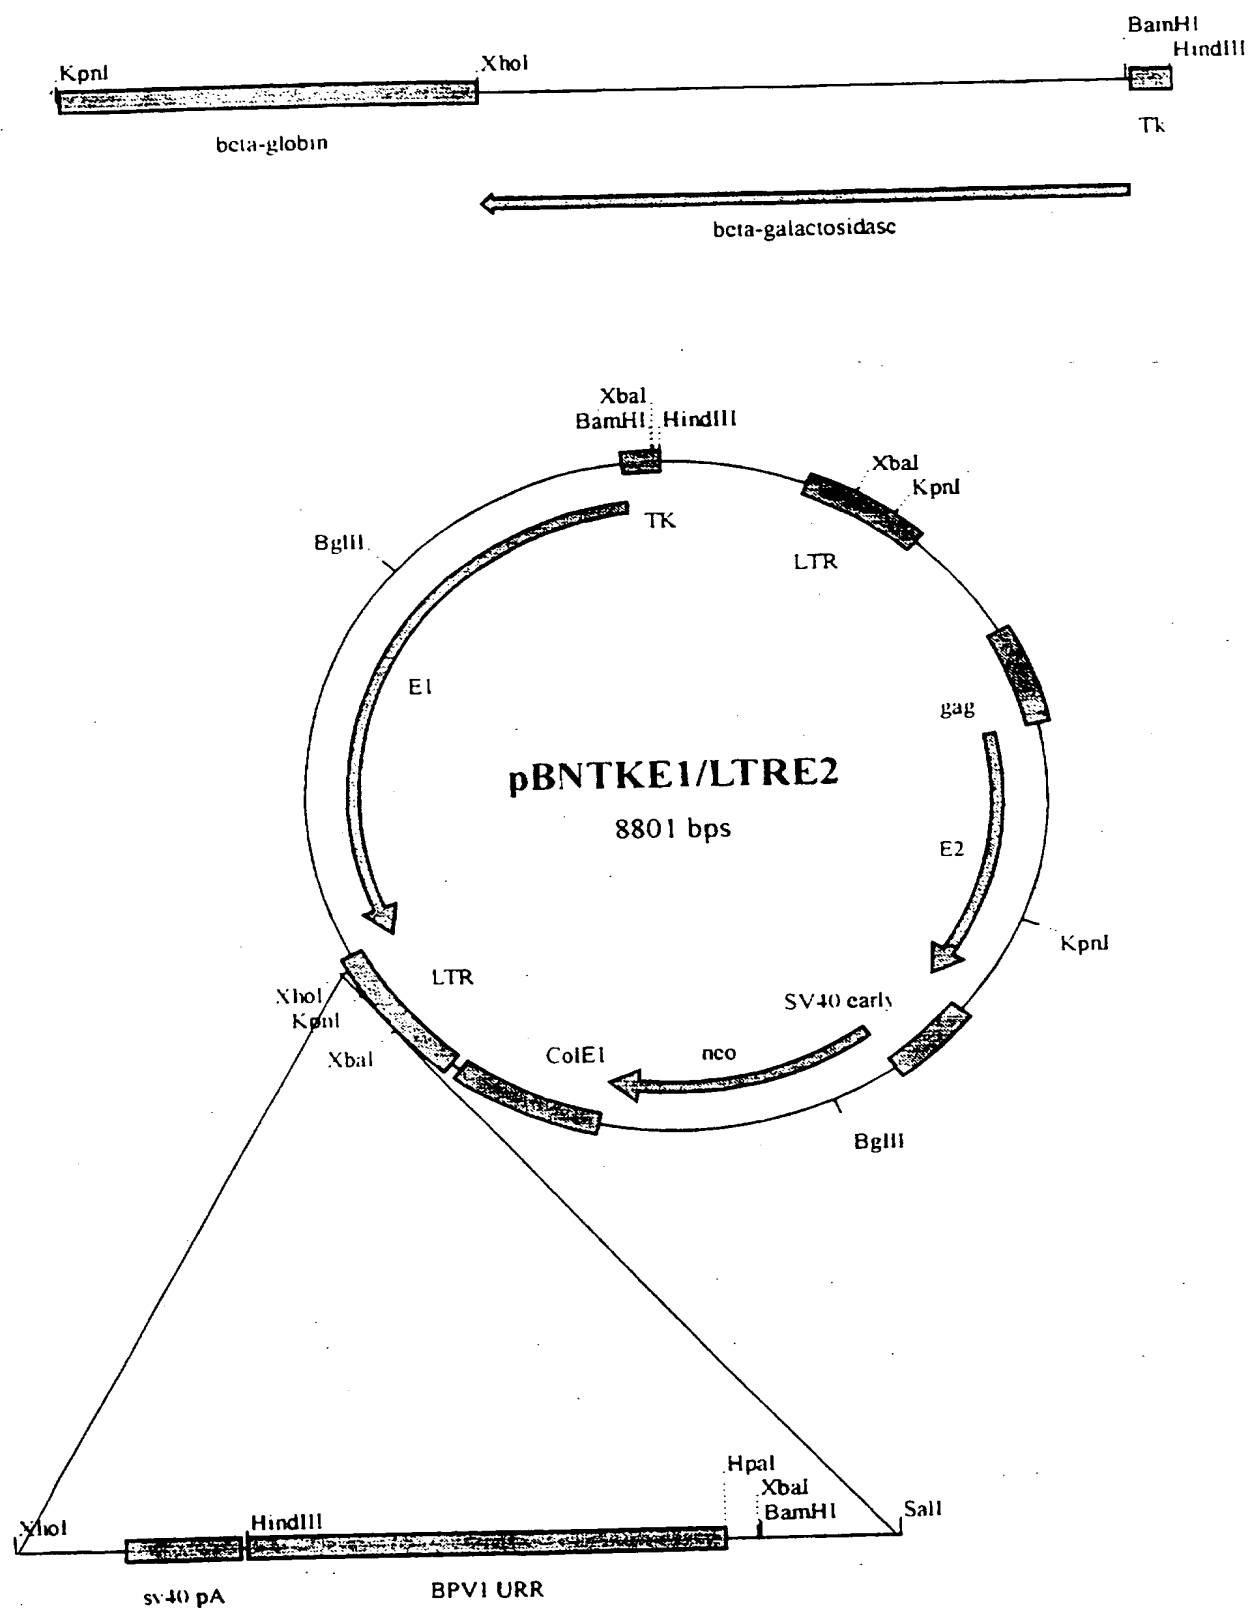 BamHI
HindIII
XhoI
KpnI
Tk
beta-globin
beta-galactosidase
XbaI
BamHI
HindIII
XbaI
KpnI
TK
BglII
LTR
E1
gag
pBNTKE1/LTRE2
8801 bps
E2
KpnI
LTR
XhoI
KpnI
SV40 early
XbaI
ColE1
neo
BglII
HpaI
XbaI
BamHI
SalI
XhoI
HindIII
sv40 pA
BPV1 URR